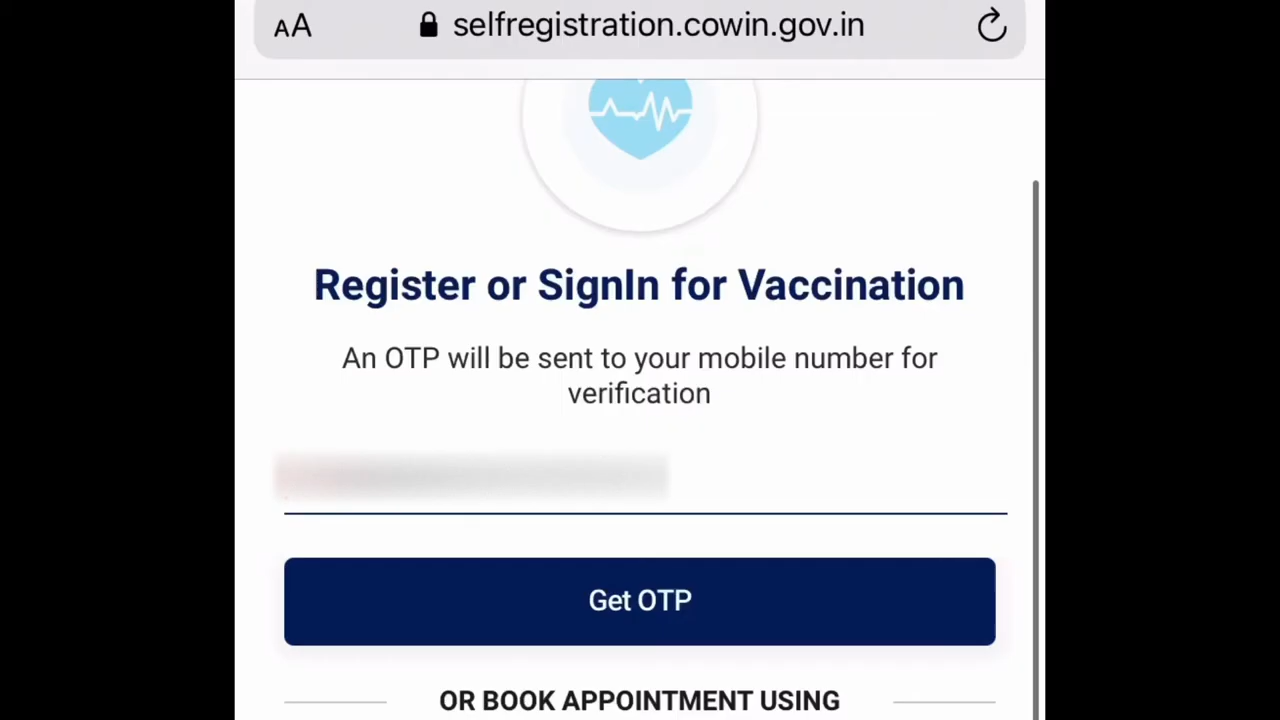 AA selfregistration.cowin.gov.in
Register or SignIn for Vaccination
An OTP will be sent to your mobile number for
verification
Get OTP
OR BOOK APPOINTMENT USING